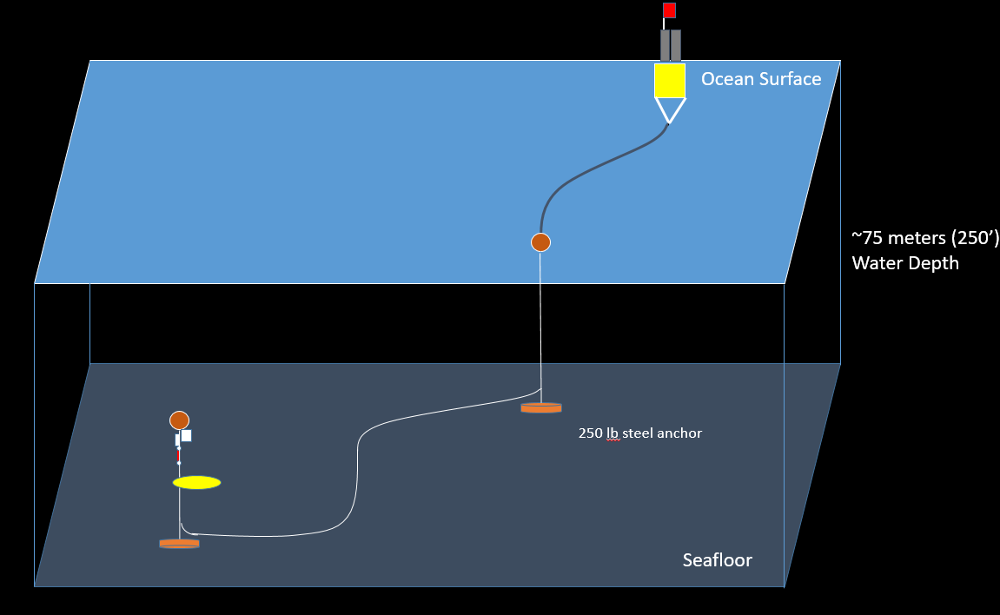 Ocean Surface
~75 meters (250’)
Water Depth
250 lb steel anchor
Seafloor